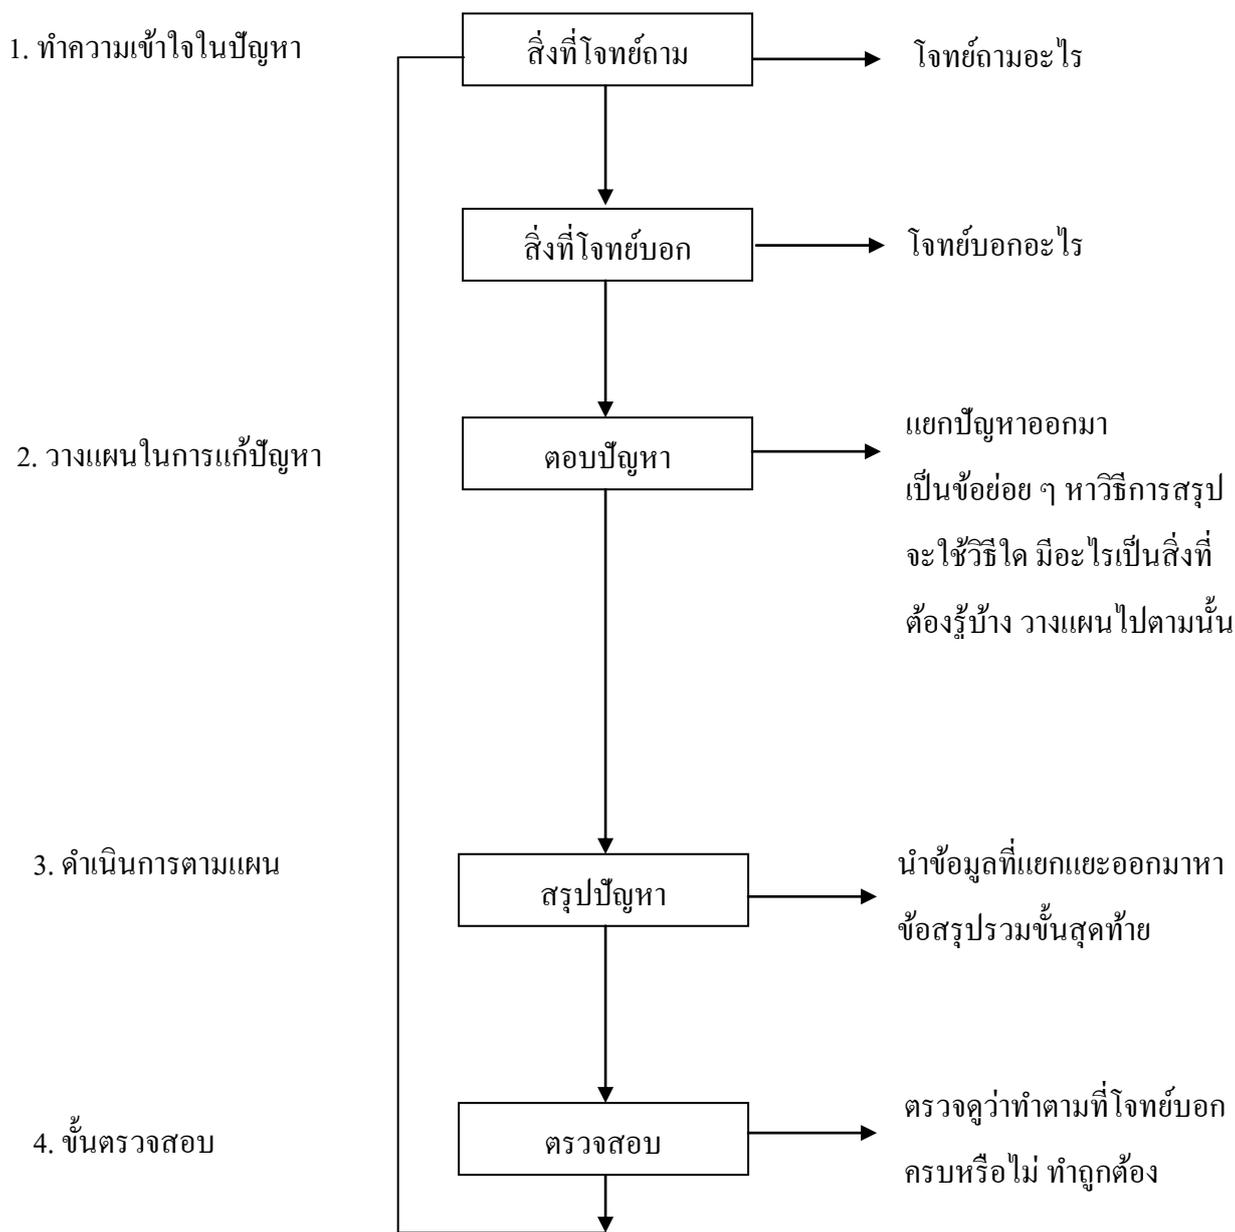 1. ทำความเข้าใจในปัญหา
สิ่งที่โจทย์ถาม
โจทย์ถามอะไร
สิ่งที่โจทย์บอก
โจทย์บอกอะไร
2. วางแผนในการแก้ปัญหา
ตอบปัญหา
แยกปัญหาออกมา
เป็นข้อย่อย ๆ หาวิธีการสรุป
จะใช้วิธีใด มีอะไรเป็นสิ่งที่
ต้องรู้บ้าง วางแผนไปตามนั้น
3. ดำเนินการตามแผน
สรุปปัญหา
นำข้อมูลที่แยกแยะออกมาหา
ข้อสรุปรวมขั้นสุดท้าย
4. ขั้นตรวจสอบ
ตรวจสอบ
ตรวจดูว่าทำตามที่โจทย์บอก
ครบหรือไม่ ทำถูกต้อง